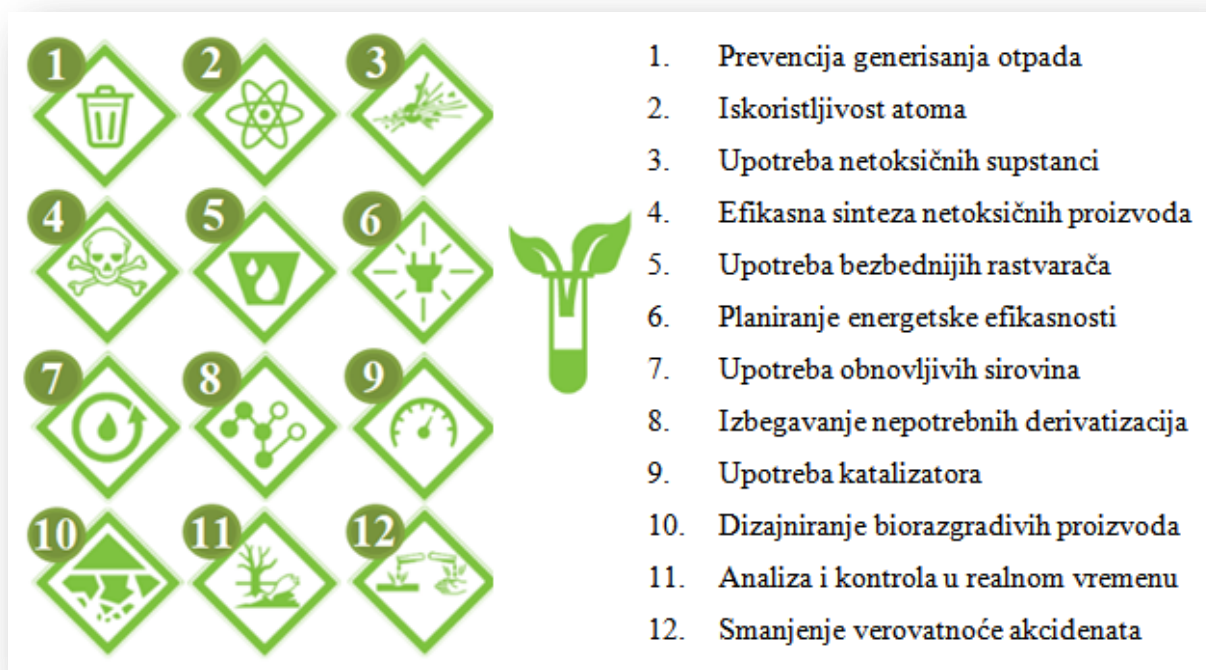 1
2
3
4
5
6
7
8
9
10
11
12
1. Prevencija generisanja otpada
2. Iskoristljivost atoma
3. Upotreba netoksičnih supstanci
4. Efikasna sinteza netoksičnih proizvoda
5. Upotreba bezbednijih rastvarača
6. Planiranje energetske efikasnosti
7. Upotreba obnovljivih sirovina
8. Izbegavanje nepotrebnih derivatizacija
9. Upotreba katalizatora
10. Dizajniranje biorazgradivih proizvoda
11. Analiza i kontrola u realnom vremenu
12. Smanjenje verovatnoće akcidenata